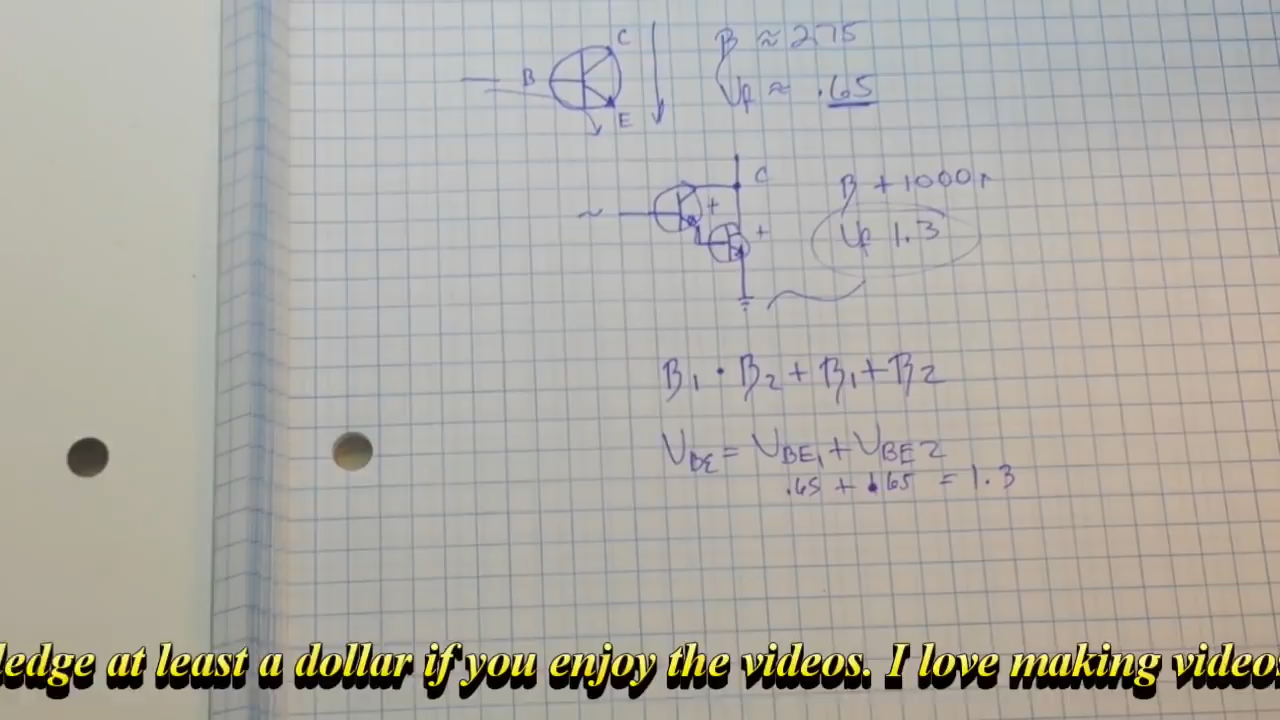 C
B
E
B ≈ 275
Vf ≈ .65
C
~
+
+
B + 1000
Vf 1.3
B1 · B2 + B1 + B2
VBE = VBE1 + VBE2
.65 + .65 = 1.3
ledge at least a dollar if you enjoy the videos. I love making videos